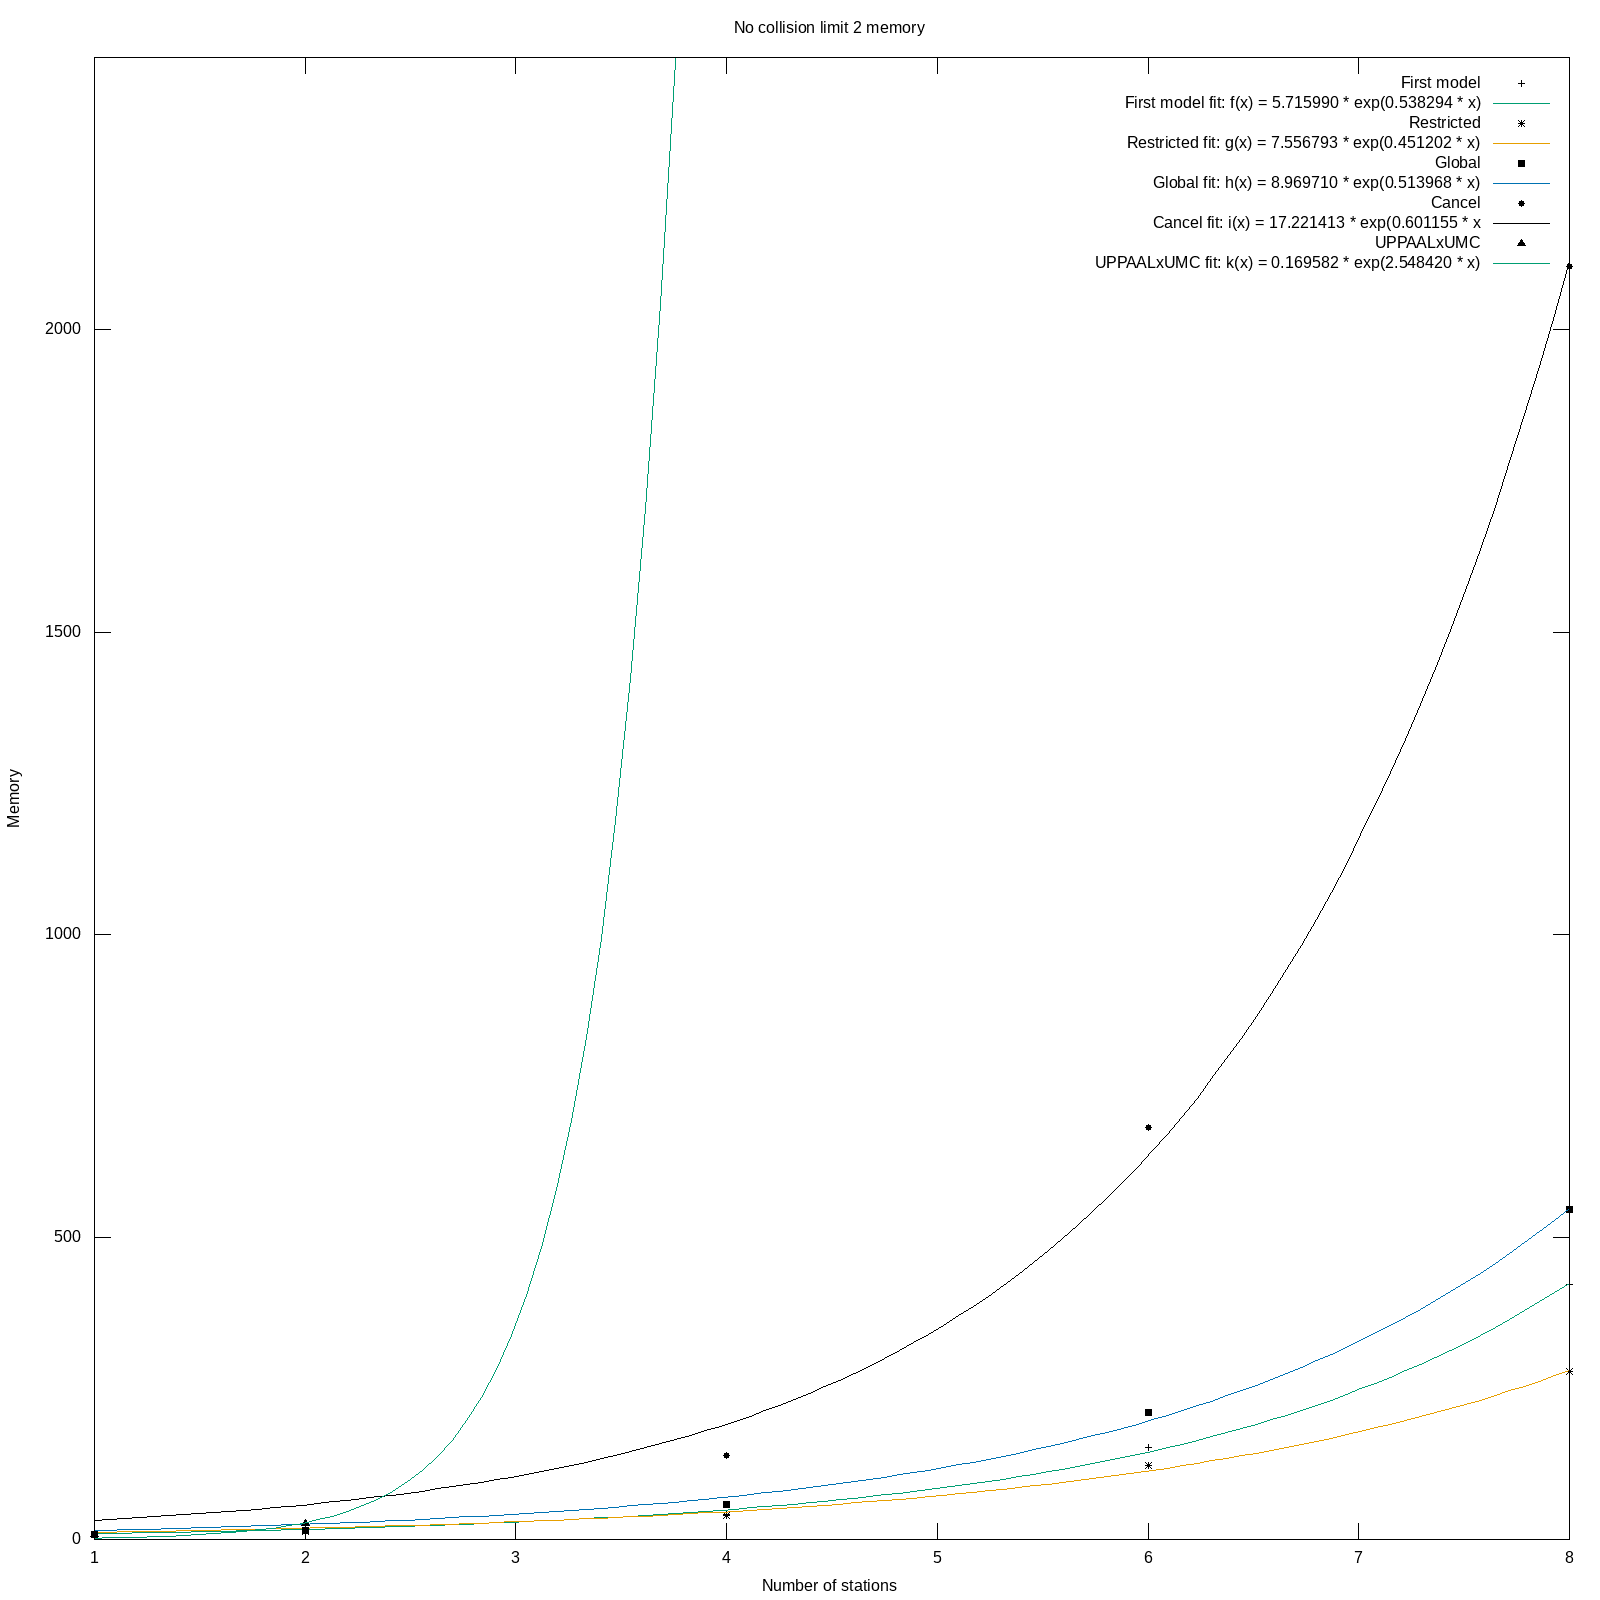 No collision limit 2 memory
First model
First model fit: f(x) = 5.715990 * exp(0.538294 * x)
Restricted
Restricted fit: g(x) = 7.556793 * exp(0.451202 * x)
Global
Global fit: h(x) = 8.969710 * exp(0.513968 * x)
Cancel
Cancel fit: i(x) = 17.221413 * exp(0.601155 * x
UPPAALxUMC
UPPAALxUMC fit: k(x) = 0.169582 * exp(2.548420 * x)
2000
1500
1000
500
0
Memory
1 2 3 4 5 6 7 8
Number of stations